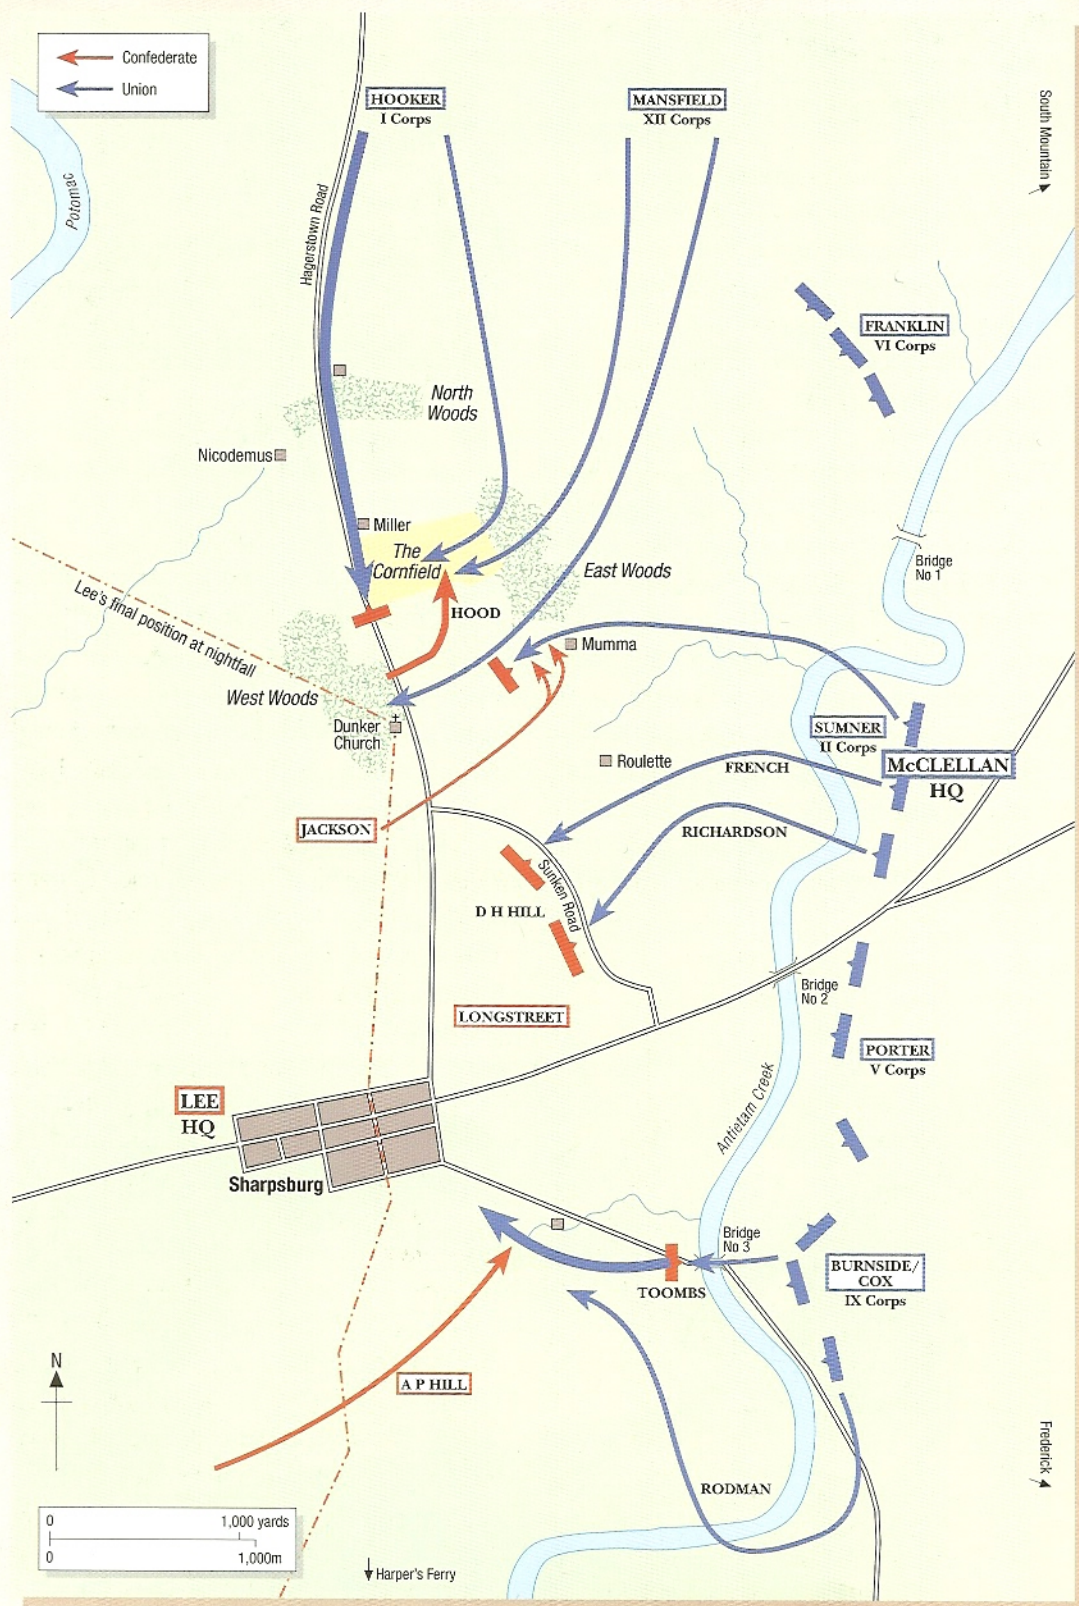 Confederate
Union
HOOKER
I Corps
MANSFIELD
XII Corps
South Mountain
Potomac
Hagerstown Road
FRANKLIN
VI Corps
North
Woods
Nicodemus
Miller
The
Cornfield
East Woods
Bridge
No 1
HOOD
Lee's final position at nightfall
Mumma
West Woods
Dunker
Church
SUMNER
II Corps
McCLELLAN
HQ
Roulette
FRENCH
JACKSON
RICHARDSON
Sunken Road
D H HILL
Bridge
No 2
LONGSTREET
PORTER
V Corps
Antietam Creek
LEE
HQ
Sharpsburg
Bridge
No 3
BURNSIDE/
COX
IX Corps
TOOMBS
N
A P HILL
Frederick
RODMAN
0 1,000 yards
0 1,000m
Harper's Ferry